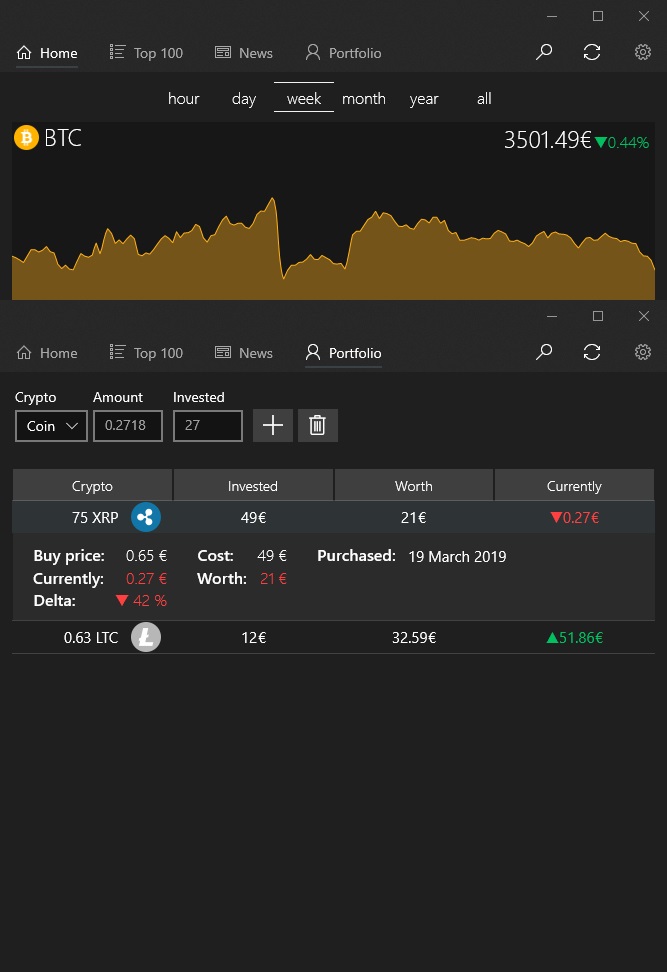 Home Top 100 News Portfolio
hour day week month year all
BTC 3501.49€▼0.44%
Home Top 100 News Portfolio
Crypto Amount Invested
Coin 0.2718 27
Crypto Invested Worth Currently
75 XRP 49€ 21€ ▼0.27€
Buy price: 0.65 € Cost: 49 € Purchased: 19 March 2019
Currently: 0.27 € Worth: 21 €
Delta: ▼ 42 %
0.63 LTC 12€ 32.59€ ▲51.86€